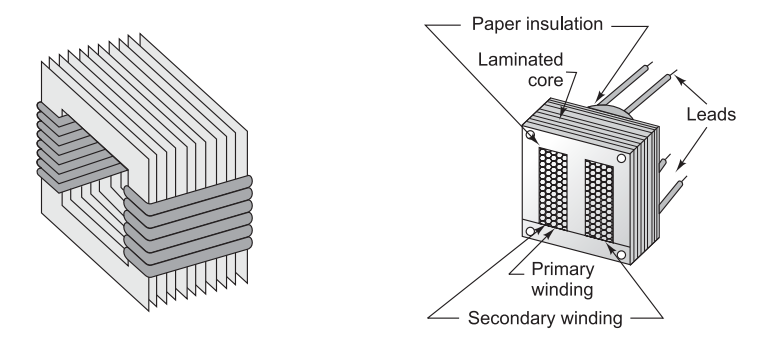 Paper insulation
Laminated
core
Leads
Primary
winding
Secondary winding